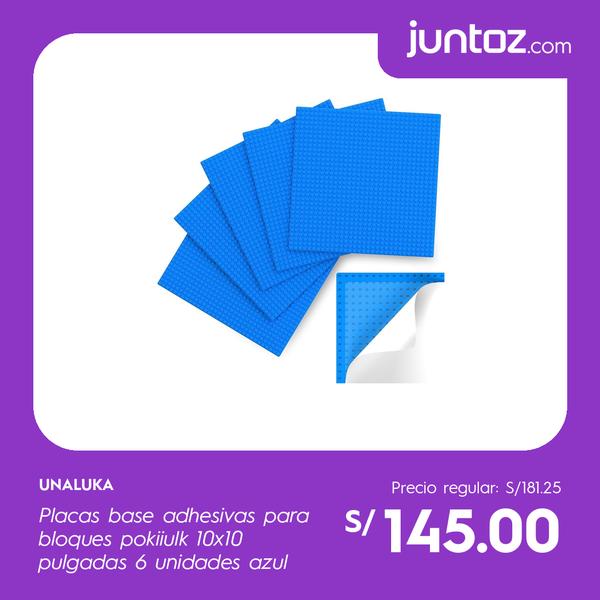 juntoz.com
UNALUKA
Placas base adhesivas para
bloques pokiiulk 10x10
pulgadas 6 unidades azul
Precio regular: S/181.25
S/145.00